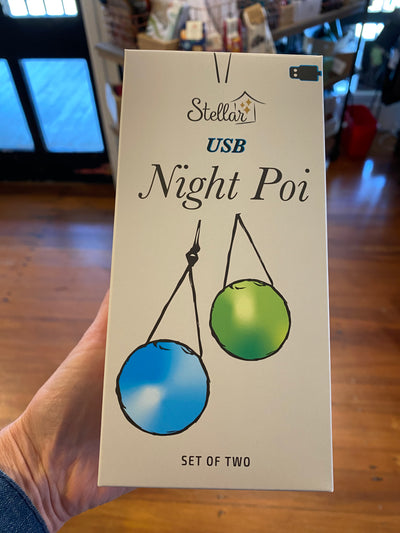 Stellar
USB
Night Poi
SET OF TWO